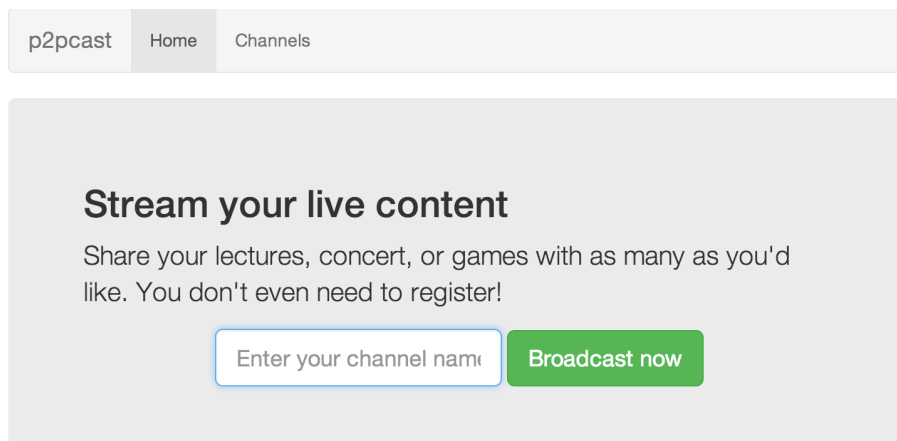 p2pcast Home Channels
Stream your live content
Share your lectures, concert, or games with as many as you'd
like. You don't even need to register!
Enter your channel name Broadcast now